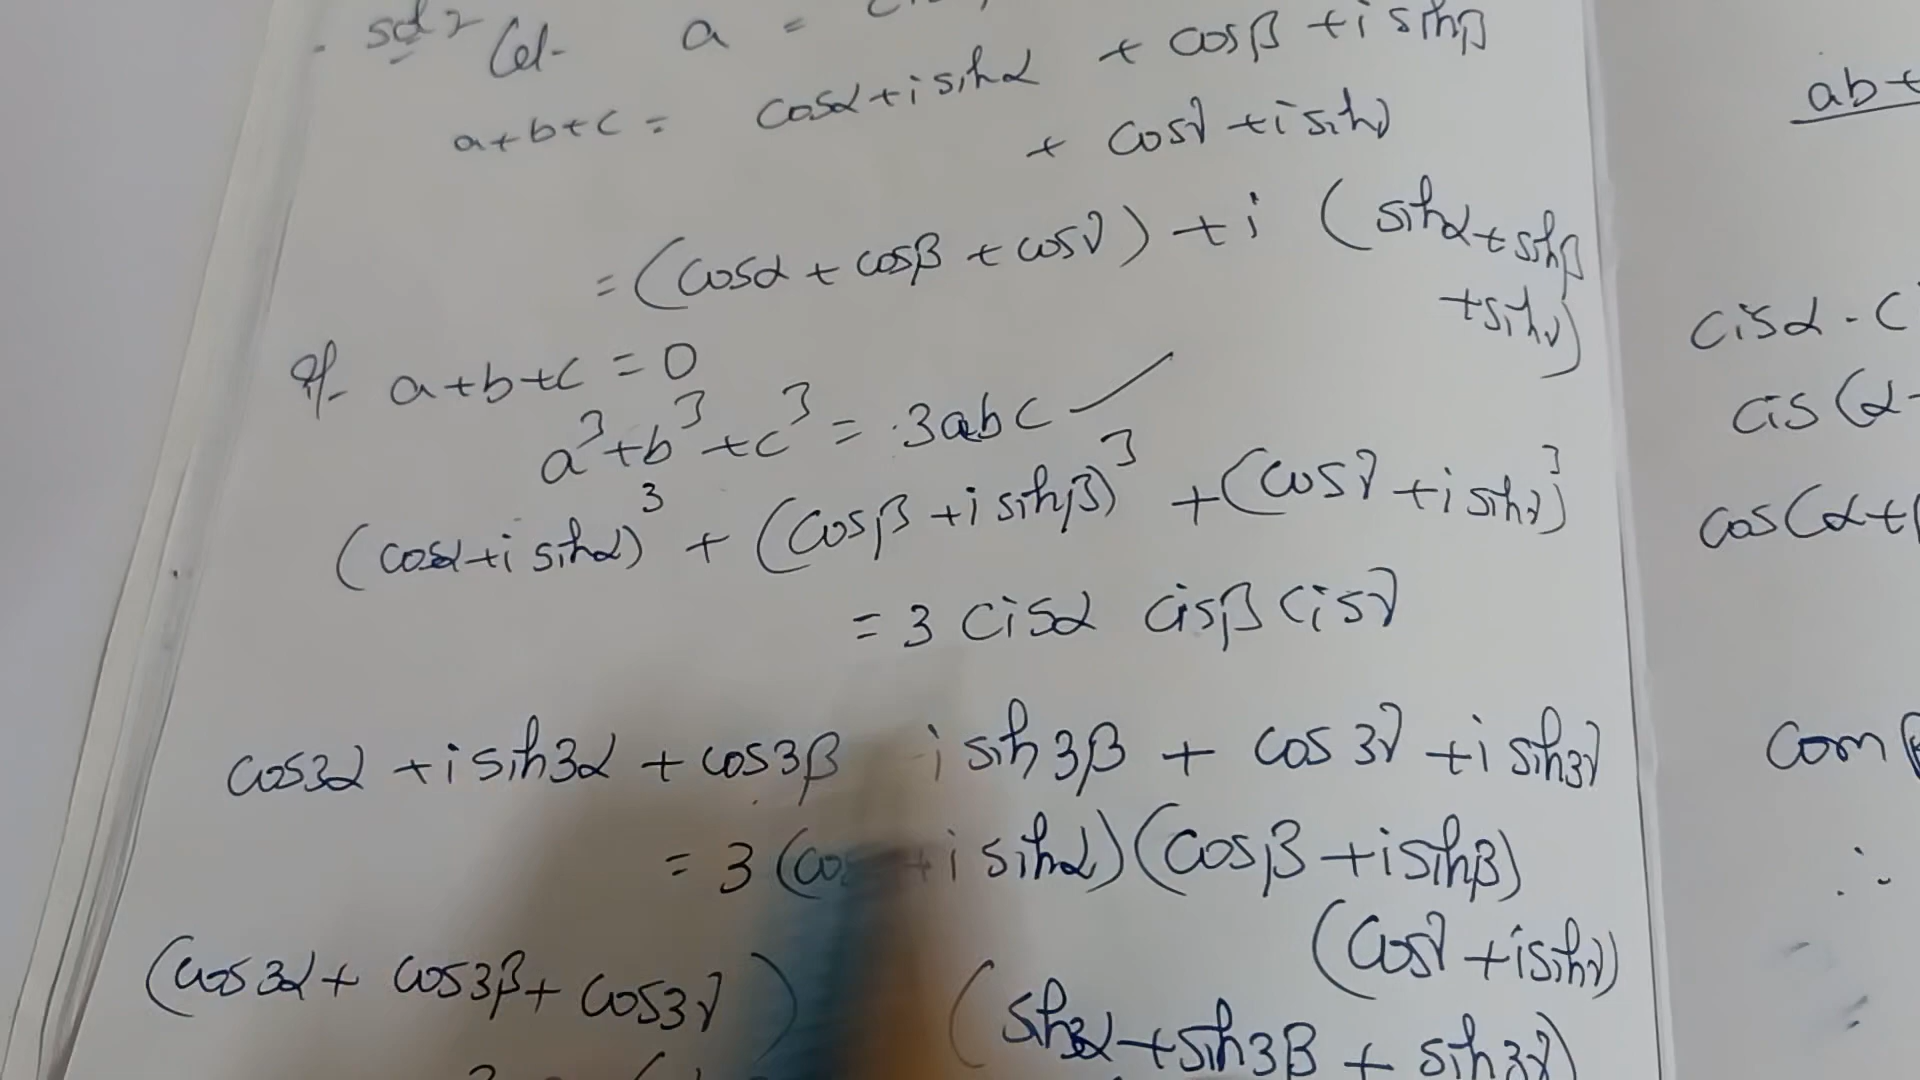 sol? Let a =
a+b+c = cosα+i sinα + cosβ +i sinβ
+ cosγ +i sinγ
= (cosα + cosβ + cosγ) +i (sinα+sinβ
+sinγ)
If a+b+c = 0
a³+b³+c³ = 3abc
(cosα+i sinα)³ + (cosβ +i sinβ)³ +(cosγ +i sinγ)³
= 3 cisα cisβ cisγ
cos3α +i sin3α + cos3β i sin3β + cos3γ +i sin3γ
= 3 (co +i sinα)(cosβ +i sinβ)
(cosγ +i sinγ)
(cos3α+ cos3β+ cos3γ) (sin3α+sin3β + sin3γ)
ab+
cisα - c
cis(α
cos(α+
com
∴